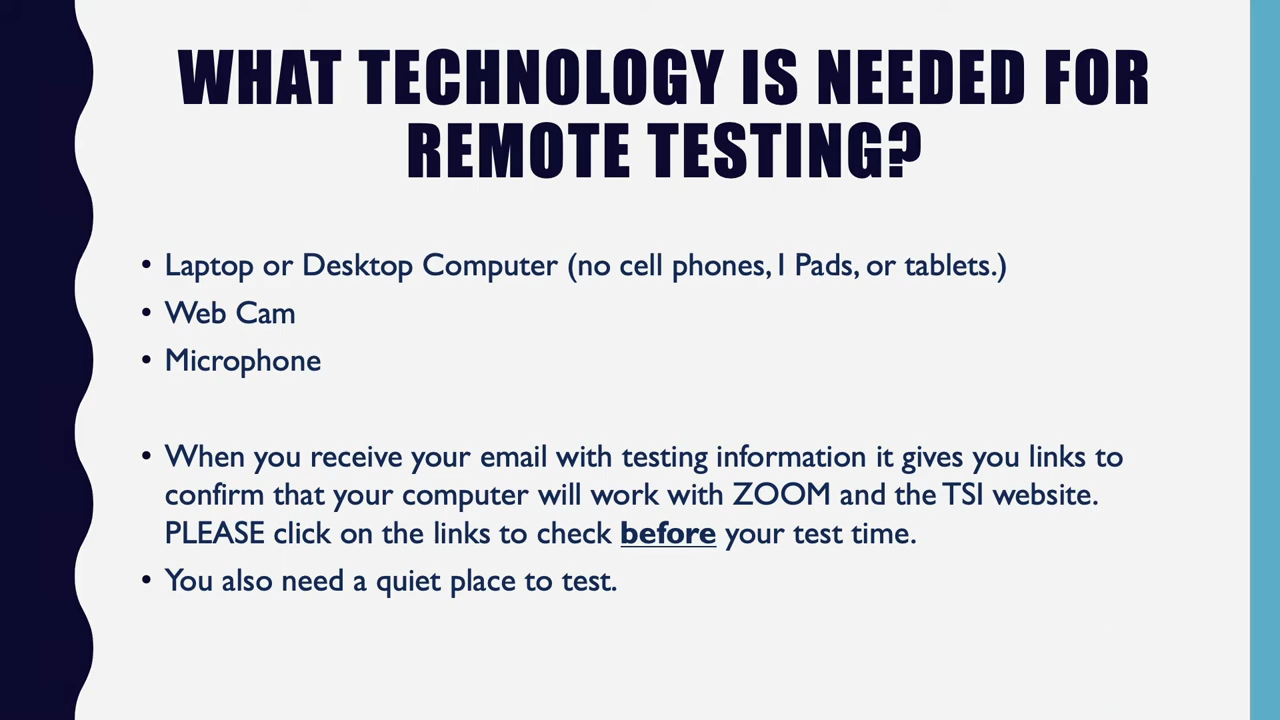 WHAT TECHNOLOGY IS NEEDED FOR
REMOTE TESTING?
• Laptop or Desktop Computer (no cell phones, I Pads, or tablets.)
• Web Cam
• Microphone
• When you receive your email with testing information it gives you links to
confirm that your computer will work with ZOOM and the TSI website.
PLEASE click on the links to check before your test time.
• You also need a quiet place to test.